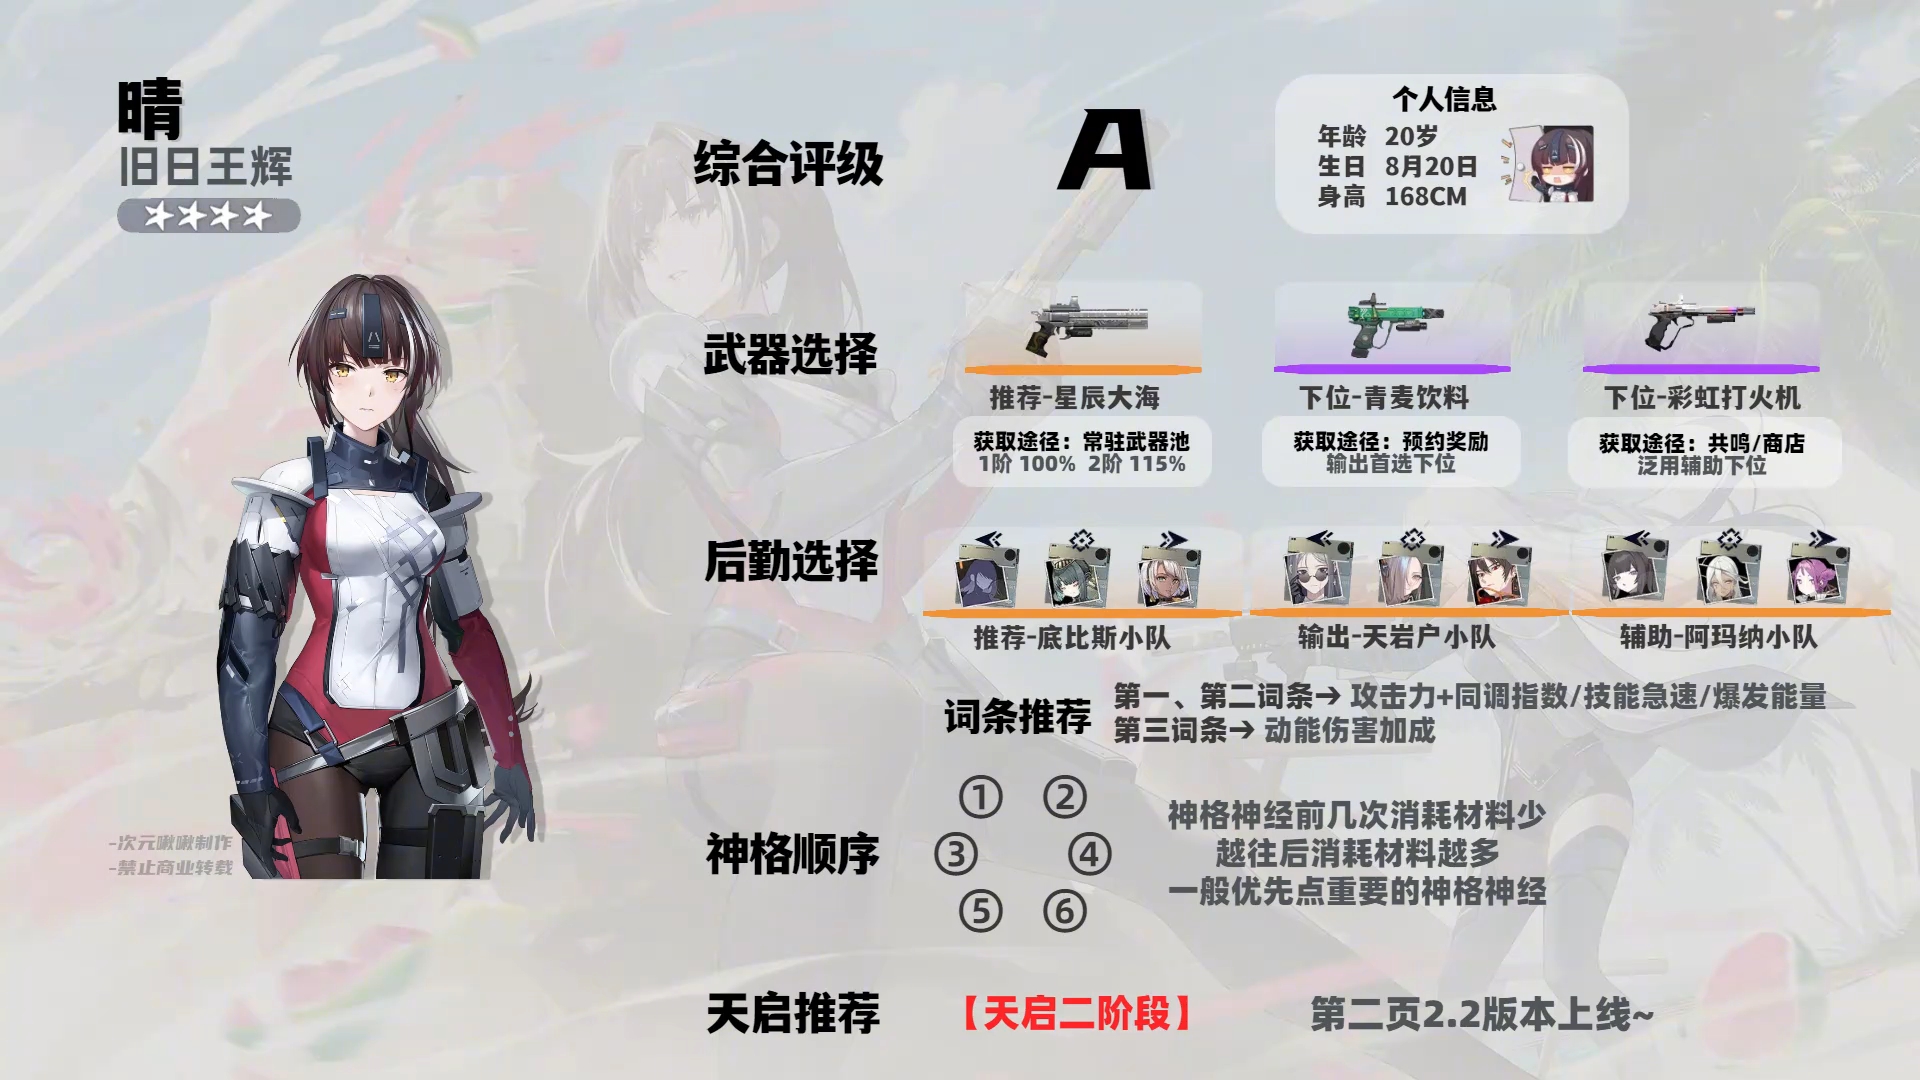 晴
旧日王辉
综合评级
A
个人信息
年龄 20岁
生日 8月20日
身高 168CM
武器选择
推荐-星辰大海
获取途径：常驻武器池
1阶 100% 2阶 115%
下位-青麦饮料
获取途径：预约奖励
输出首选下位
下位-彩虹打火机
获取途径：共鸣/商店
泛用辅助下位
后勤选择
推荐-底比斯小队
输出-天岩户小队
辅助-阿玛纳小队
词条推荐
第一、第二词条→ 攻击力+同调指数/技能急速/爆发能量
第三词条→ 动能伤害加成
神格顺序
① ②
③ ④
⑤ ⑥
神格神经前几次消耗材料少
越往后消耗材料越多
一般优先点重要的神格神经
天启推荐
【天启二阶段】
第二页2.2版本上线~
-次元啾啾制作
-禁止商业转载